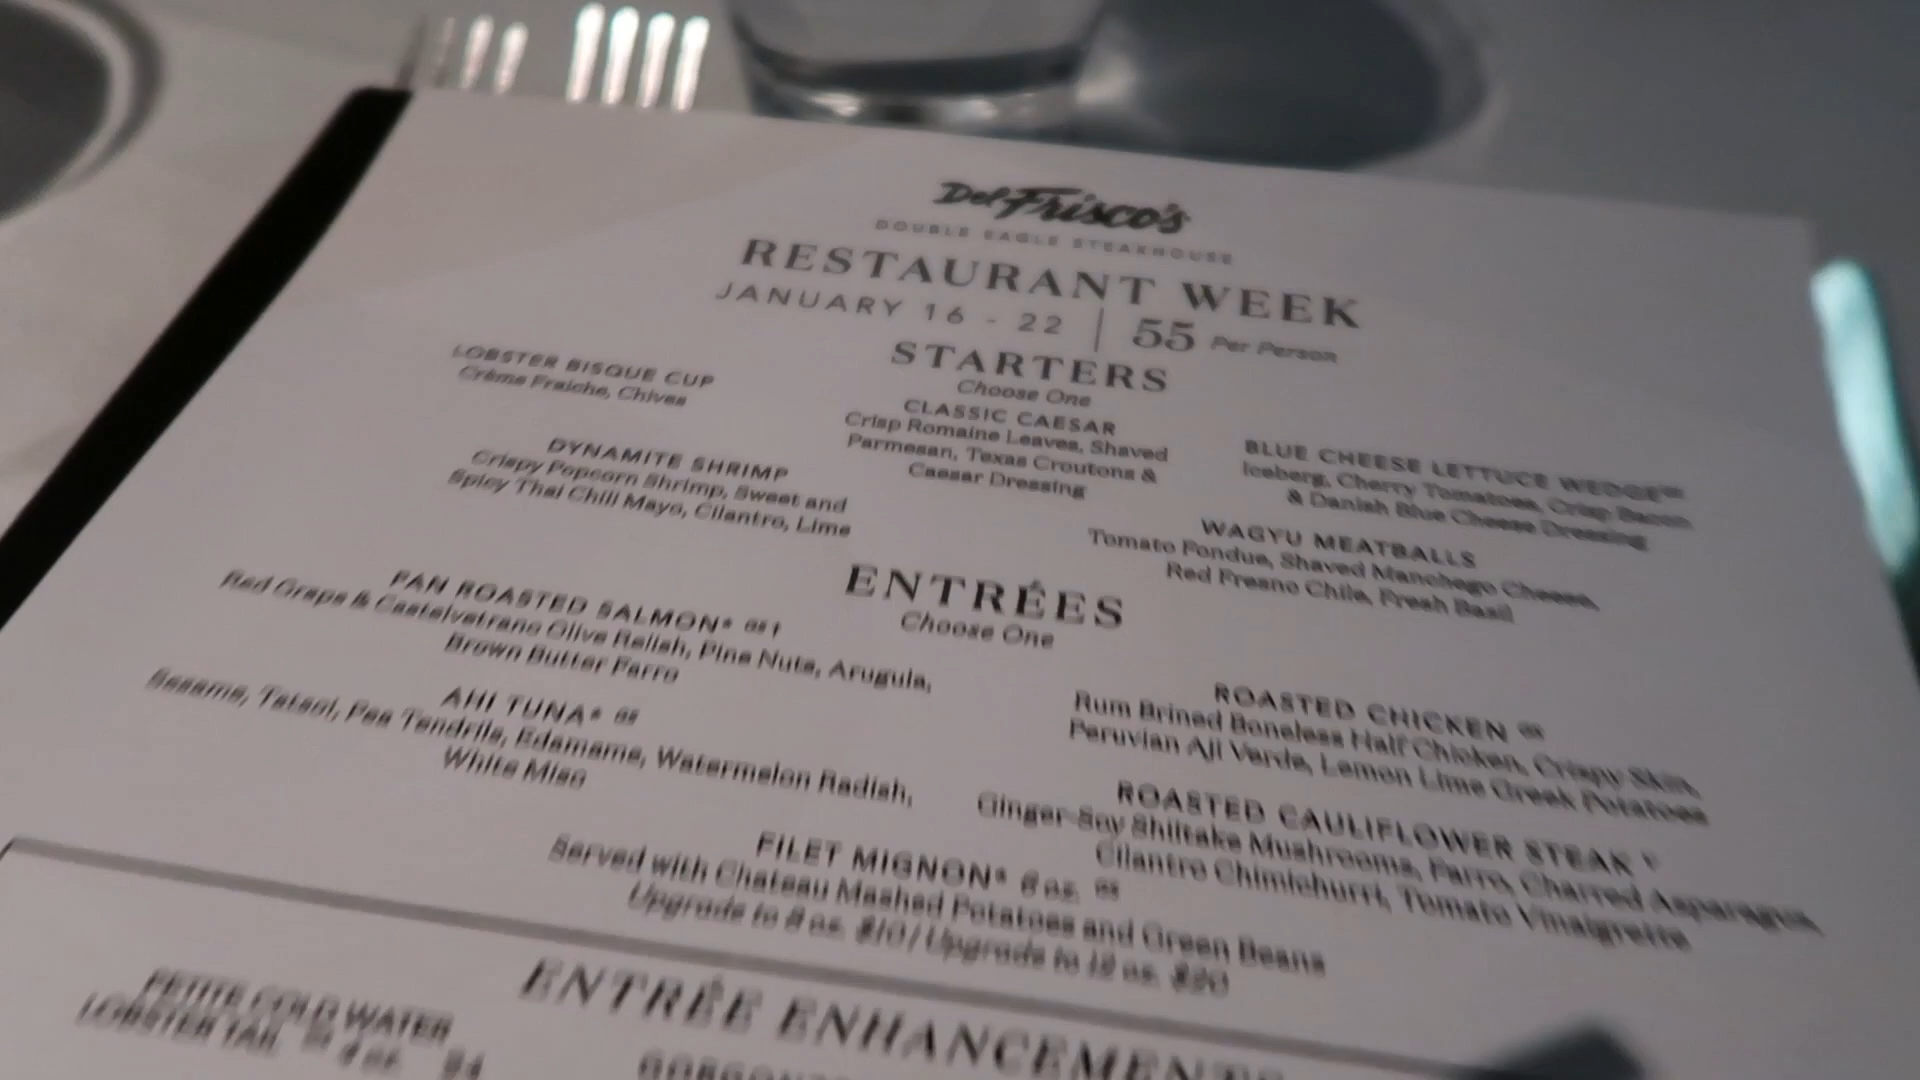 Del Frisco's
DOUBLE EAGLE STEAKHOUSE
RESTAURANT WEEK
JANUARY 16 - 22 | 55 Per Person
STARTERS
Choose One
LOBSTER BISQUE CUP
Crème Fraiche, Chives
CLASSIC CAESAR
Crisp Romaine Leaves, Shaved
Parmesan, Texas Croutons &
Caesar Dressing
BLUE CHEESE LETTUCE WEDGE
Iceberg, Cherry Tomatoes, Crisp Bacon
& Danish Blue Cheese Dressing
DYNAMITE SHRIMP
Crispy Popcorn Shrimp, Sweet and
Spicy Thai Chili Mayo, Cilantro, Lime
WAGYU MEATBALLS
Tomato Fondue, Shaved Manchego Cheese,
Red Fresno Chile, Fresh Basil
ENTRÉES
Choose One
PAN ROASTED SALMON*
Red Grape & Castelvetrano Olive Relish, Pine Nuts, Arugula,
Brown Butter Farro
AHI TUNA*
Sesame, Tatsoi, Pea Tendrils, Edamame, Watermelon Radish,
White Miso
ROASTED CHICKEN
Rum Brined Boneless Half Chicken, Crispy Skin,
Peruvian Aji Verde, Lemon Lime Greek Potatoes
ROASTED CAULIFLOWER STEAK
Ginger-Soy Shiitake Mushrooms, Farro, Charred Asparagus,
Cilantro Chimichurri, Tomato Vinaigrette
FILET MIGNON* 6 oz.
Served with Chateau Mashed Potatoes and Green Beans
Upgrade to 8 oz. $10 / Upgrade to 12 oz. $20
ENTRÉE ENHANCEMENTS
PETITE COLD WATER
LOBSTER TAIL 4 oz.